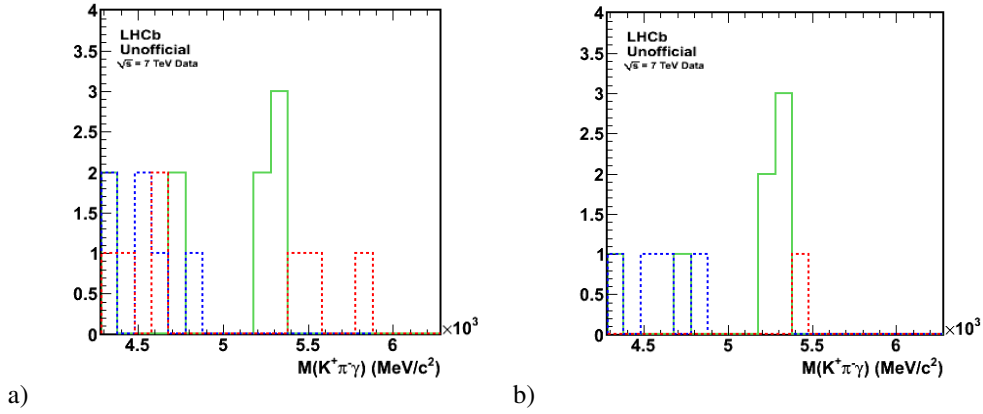 4
3.5
3
2.5
2
1.5
1
0.5
0
LHCb
Unofficial
√s = 7 TeV Data
4.5 5 5.5 6 ×10³
M(K⁺π⁻γ) (MeV/c²)
a)
4
3.5
3
2.5
2
1.5
1
0.5
0
LHCb
Unofficial
√s = 7 TeV Data
4.5 5 5.5 6 ×10³
M(K⁺π⁻γ) (MeV/c²)
b)